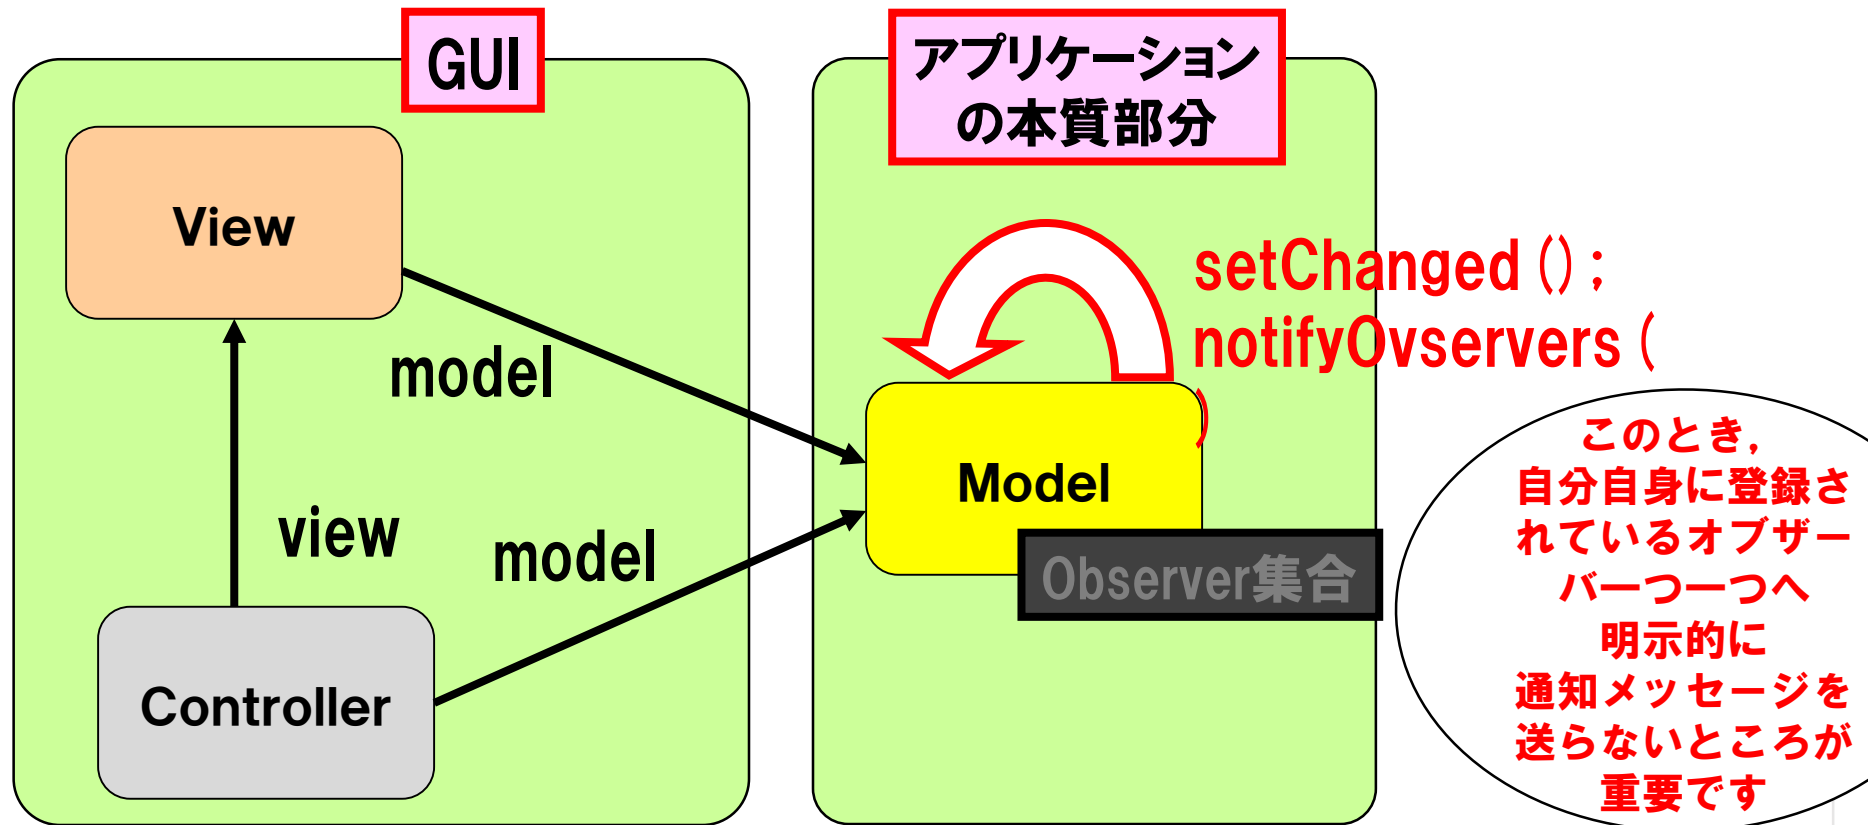 GUI
アプリケーション
の本質部分
View
setChanged();
notifyOvservers(
)
model
Model
view
model
Observer集合
Controller
このとき，
自分自身に登録さ
れているオブザー
バ一つ一つへ
明示的に
通知メッセージを
送らないところが
重要です